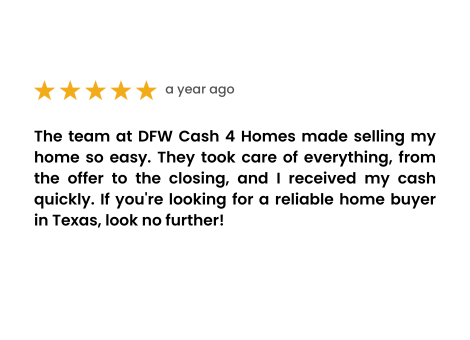 a year ago
The team at DFW Cash 4 Homes made selling my
home so easy. They took care of everything, from
the offer to the closing, and I received my cash
quickly. If you're looking for a reliable home buyer
in Texas, look no further!